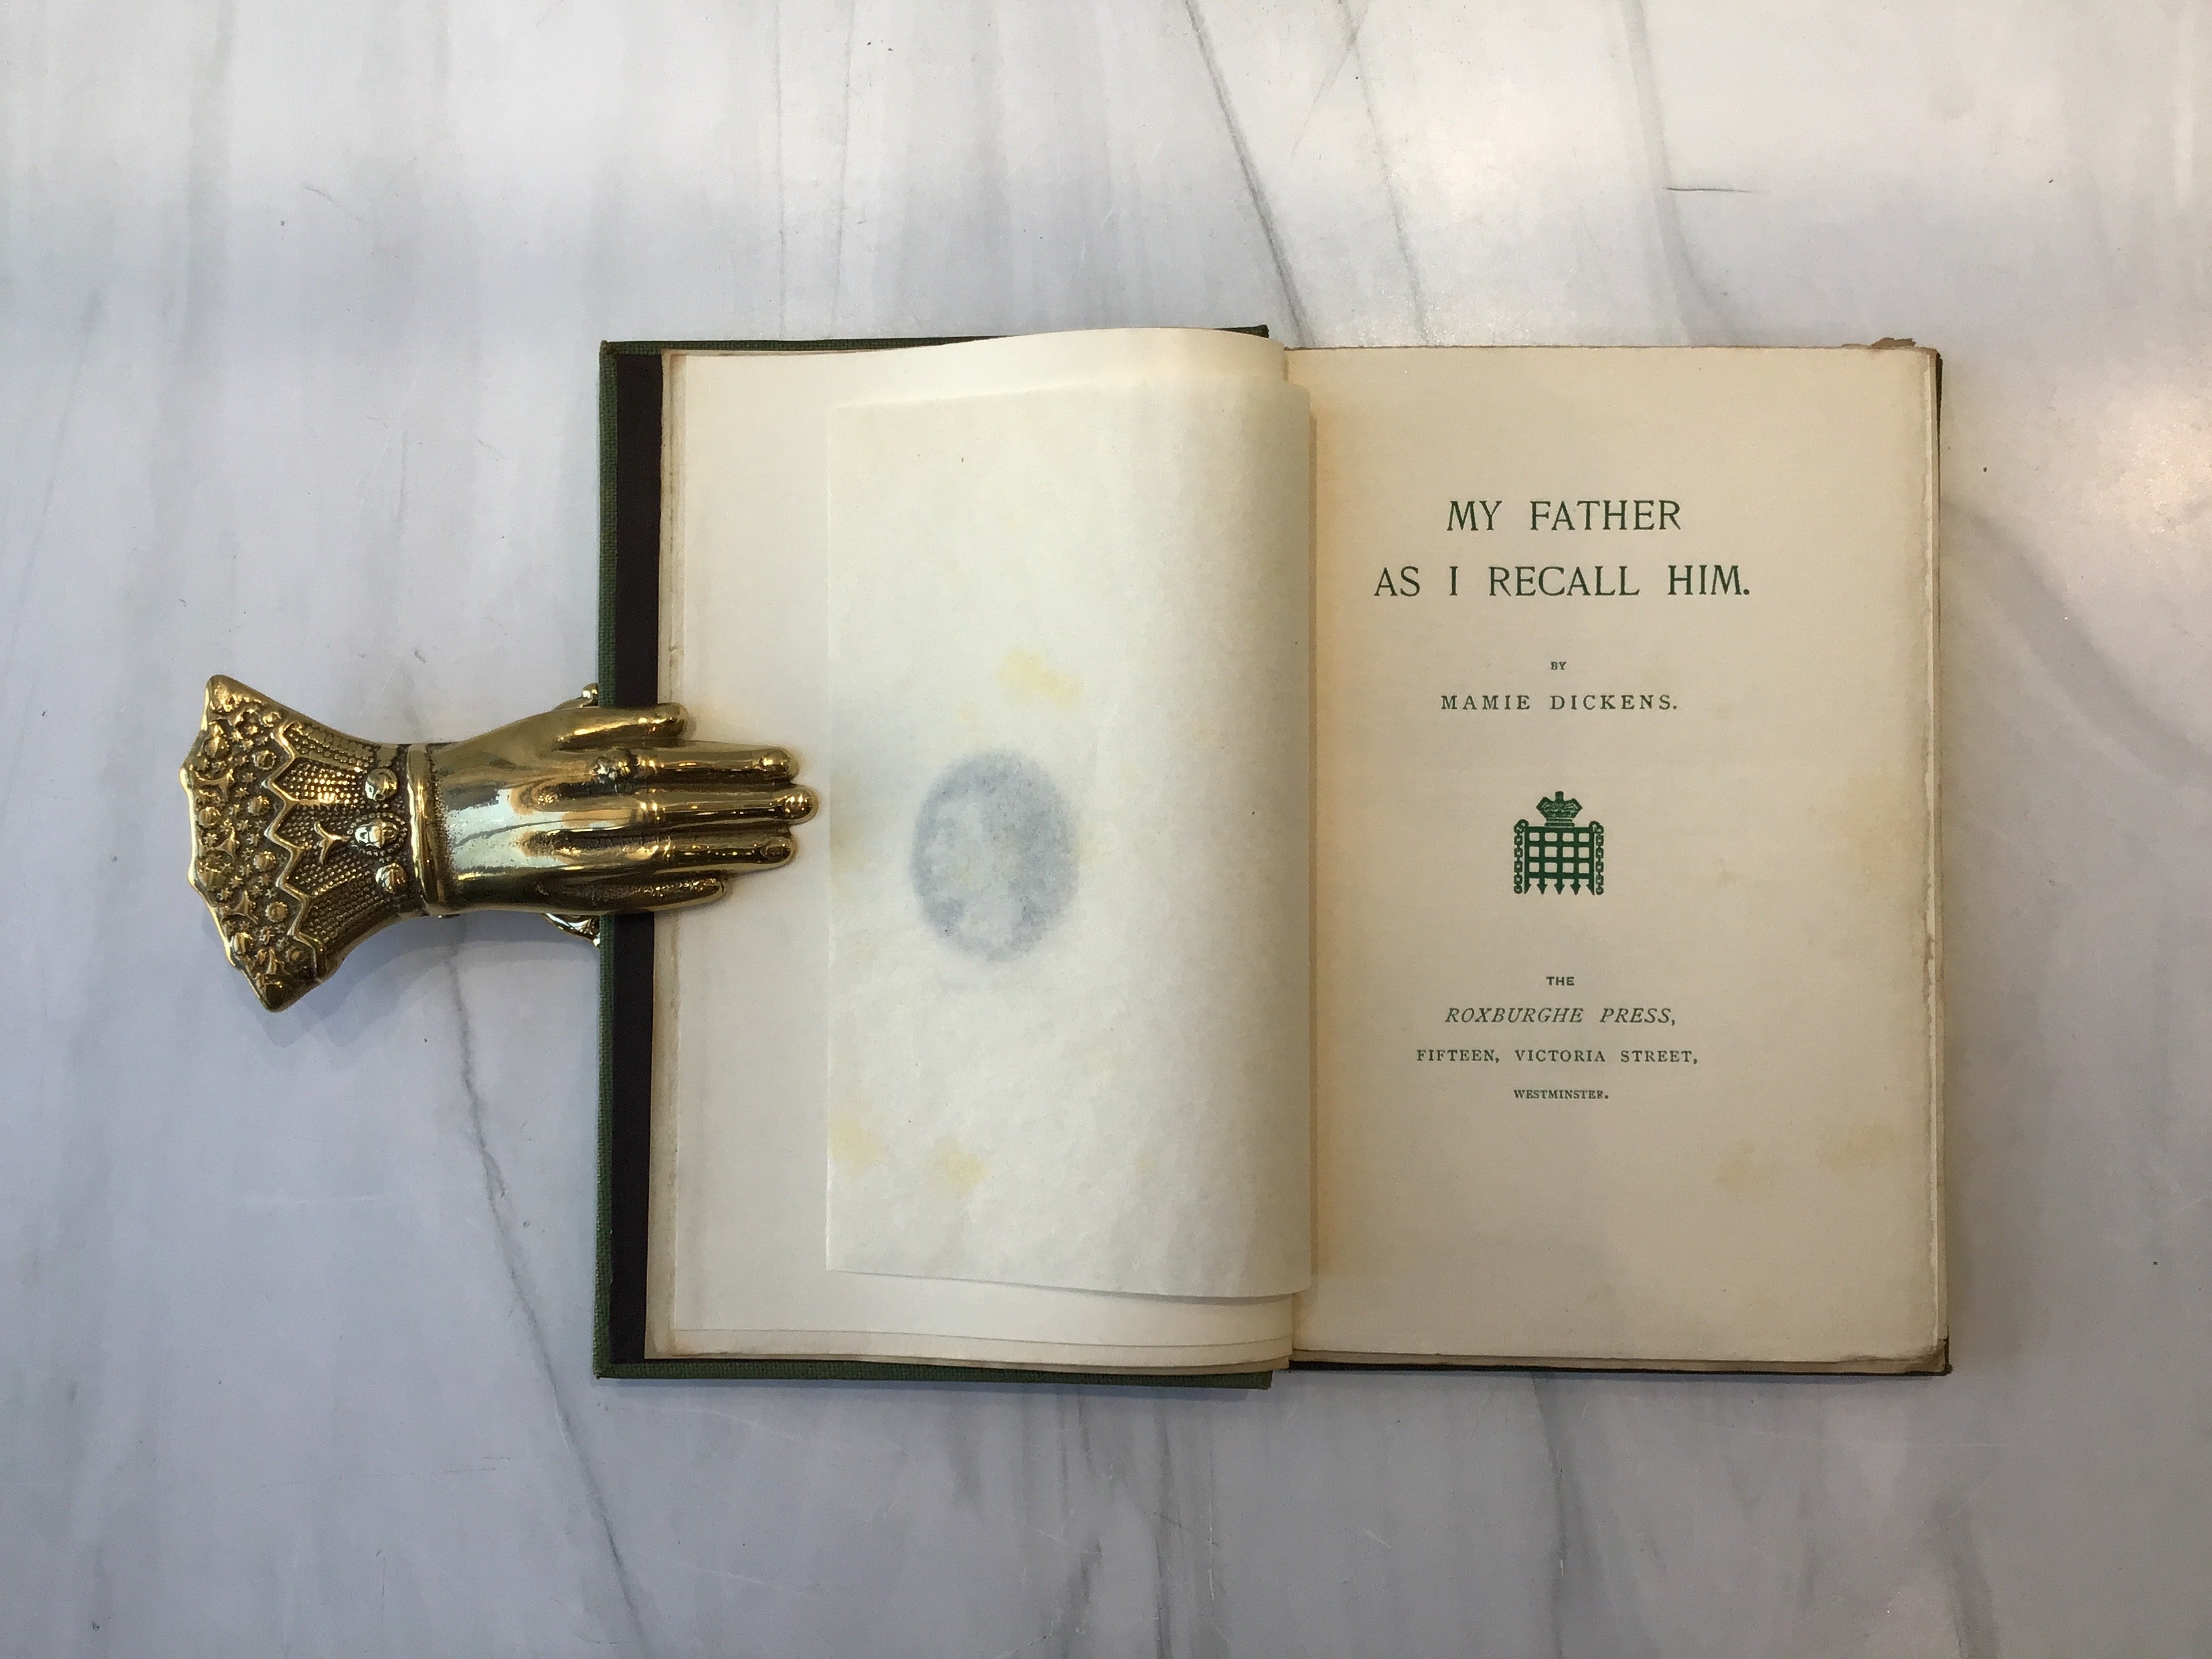 MY FATHER
AS I RECALL HIM.
BY
MAMIE DICKENS.
THE
ROXBURGHE PRESS,
FIFTEEN, VICTORIA STREET,
WESTMINSTER.